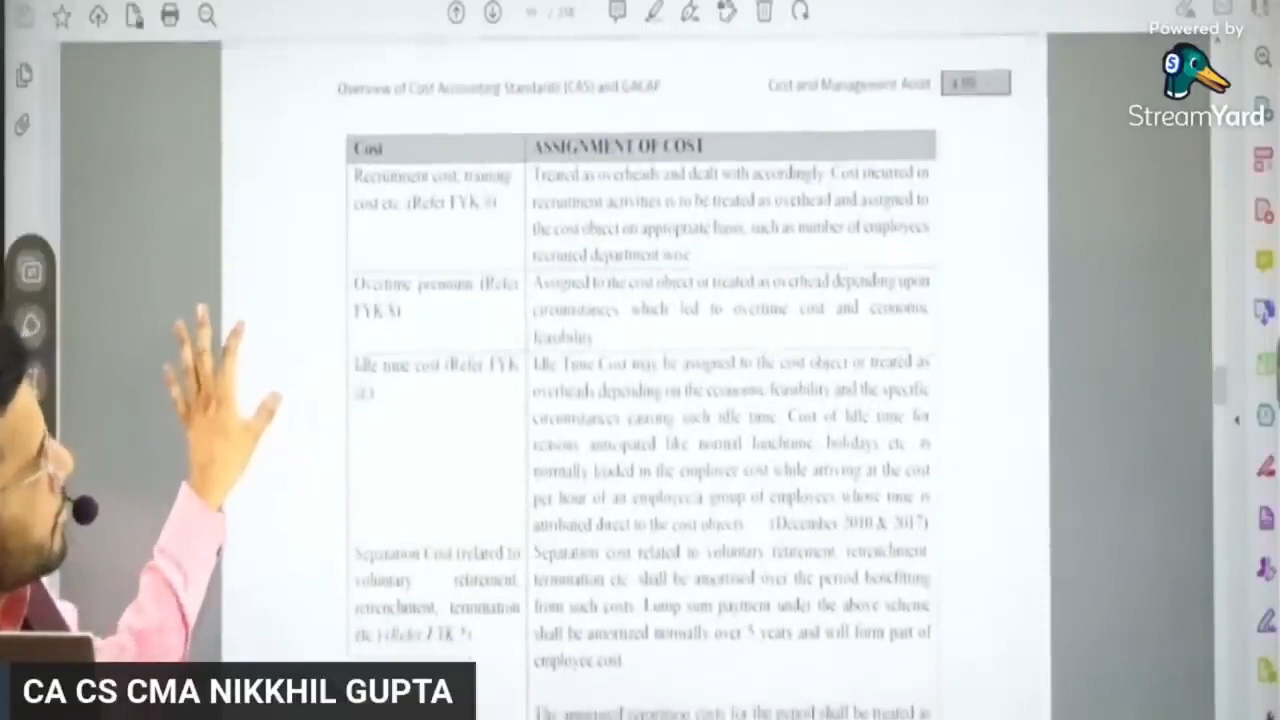 Powered by
StreamYard
Overview of Cost Accounting Standards (CAS) and GACAP
Cost and Management Audit
Cost
ASSIGNMENT OF COST
Recruitment cost, training
cost etc. (Refer FYK
Treated as overheads and dealt with accordingly. Cost incurred in
recruitment activities is to be treated as overhead and assigned to
the cost object on appropriate basis, such as number of employees
recruited department wise
Overtime premium (Refer
FYK
Assigned to the cost object or treated as overhead depending upon
circumstances which led to overtime cost and economic
feasibility
Idle time cost (Refer FYK
Idle Time Cost may be assigned to the cost object or treated as
overheads depending on the economic feasibility and the specific
circumstances causing such idle time. Cost of Idle time for
reasons anticipated like normal lunchtime, holidays etc is
normally loaded in the employee cost while arriving at the cost
per hour of an employee/a group of employees whose time is
attributed direct to the cost objects (December 2010 & 2017)
Separation Cost (related to
voluntary retirement,
retrenchment, termination
etc.) (Refer FYK
Separation cost related to voluntary retirement, retrenchment
termination etc. shall be amortised over the period benefitting
from such costs. Lump sum payment under the above scheme
shall be amortized normally over 5 years and will form part of
employee cost
costs for the period shall be treated as
CA CS CMA NIKKHIL GUPTA